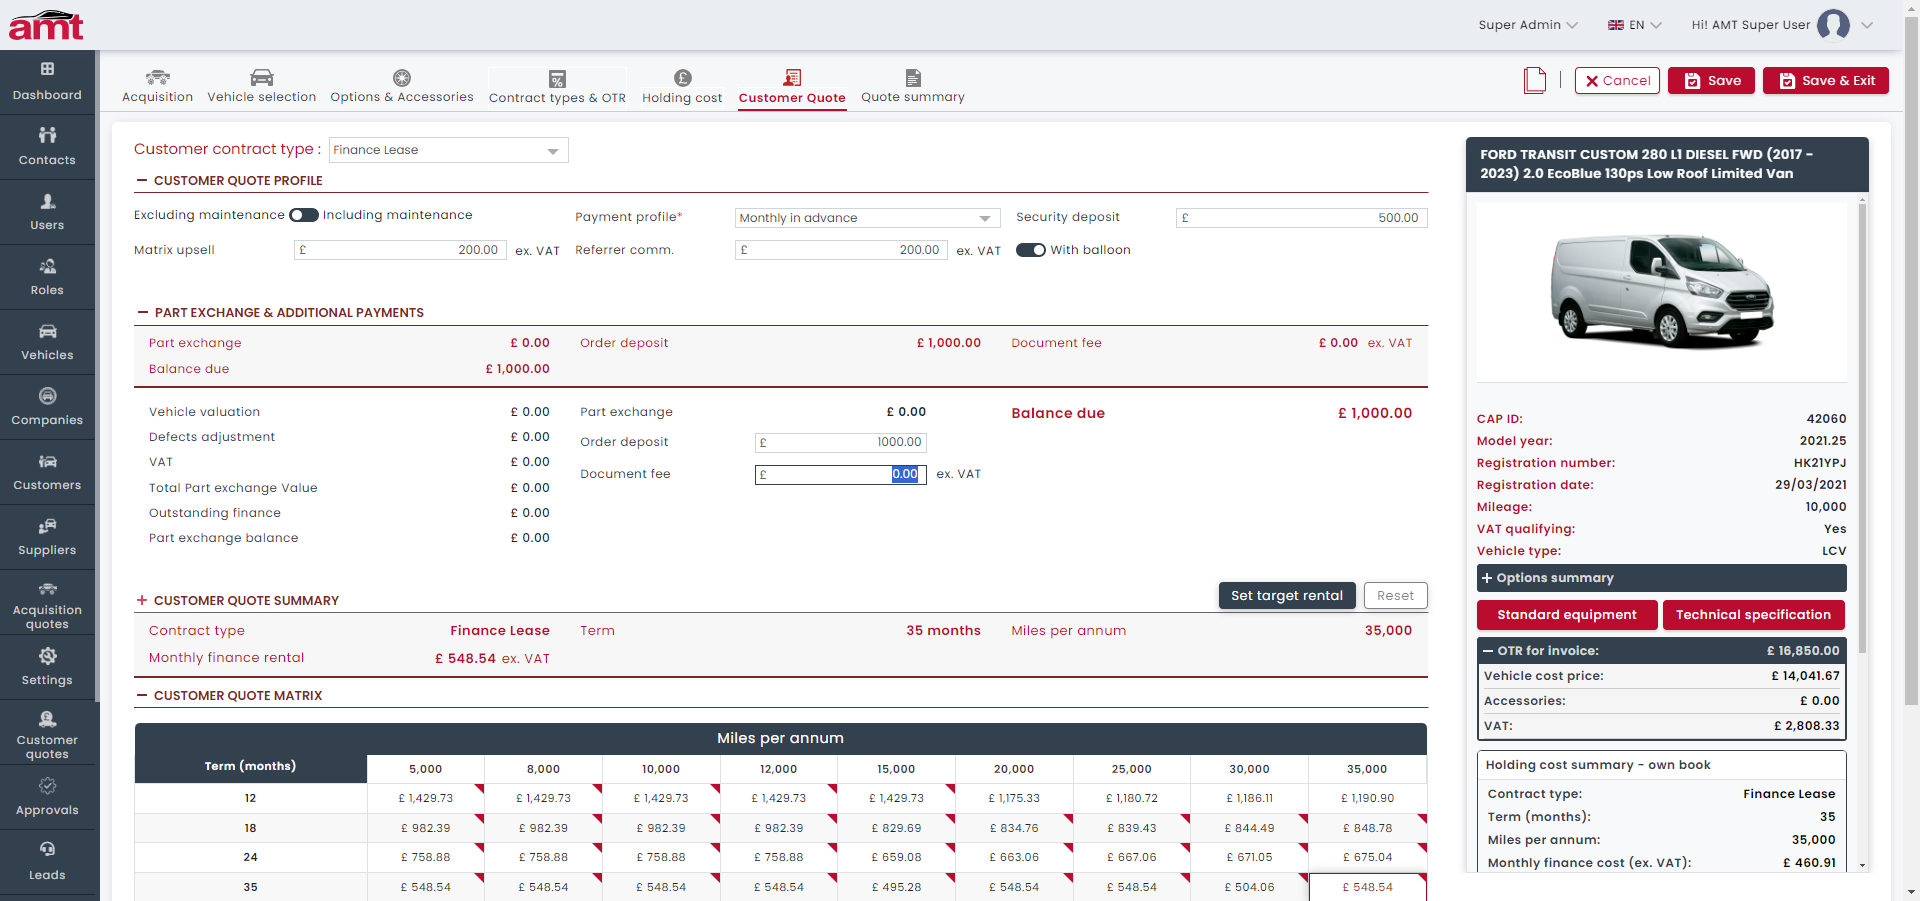 amt
Super Admin
EN
Hi! AMT Super User
Dashboard
Contacts
Users
Roles
Vehicles
Companies
Customers
Suppliers
Acquisition quotes
Settings
Customer quotes
Approvals
Leads
Acquisition
Vehicle selection
Options & Accessories
Contract types & OTR
Holding cost
Customer Quote
Quote summary
Cancel
Save
Save & Exit
Customer contract type : Finance Lease
CUSTOMER QUOTE PROFILE
Excluding maintenance Including maintenance Payment profile* Monthly in advance Security deposit £ 500.00
Matrix upsell £ 200.00 ex. VAT Referrer comm. £ 200.00 ex. VAT With balloon
PART EXCHANGE & ADDITIONAL PAYMENTS
Part exchange £ 0.00 Order deposit £ 1,000.00 Document fee £ 0.00 ex. VAT
Balance due £ 1,000.00
Vehicle valuation £ 0.00 Part exchange £ 0.00 Balance due £ 1,000.00
Defects adjustment £ 0.00 Order deposit £ 1000.00
VAT £ 0.00 Document fee £ 0.00 ex. VAT
Total Part exchange Value £ 0.00
Outstanding finance £ 0.00
Part exchange balance £ 0.00
+ CUSTOMER QUOTE SUMMARY Set target rental Reset
Contract type Finance Lease Term 35 months Miles per annum 35,000
Monthly finance rental £ 548.54 ex. VAT
CUSTOMER QUOTE MATRIX
Miles per annum
Term (months) 5,000 8,000 10,000 12,000 15,000 20,000 25,000 30,000 35,000
12 £ 1,429.73 £ 1,429.73 £ 1,429.73 £ 1,429.73 £ 1,429.73 £ 1,175.33 £ 1,180.72 £ 1,186.11 £ 1,190.90
18 £ 982.39 £ 982.39 £ 982.39 £ 982.39 £ 829.69 £ 834.76 £ 839.43 £ 844.49 £ 848.78
24 £ 758.88 £ 758.88 £ 758.88 £ 758.88 £ 659.08 £ 663.06 £ 667.06 £ 671.05 £ 675.04
35 £ 548.54 £ 548.54 £ 548.54 £ 548.54 £ 495.28 £ 548.54 £ 548.54 £ 504.06 £ 548.54
FORD TRANSIT CUSTOM 280 L1 DIESEL FWD (2017 -
2023) 2.0 EcoBlue 130ps Low Roof Limited Van
CAP ID: 42060
Model year: 2021.25
Registration number: HK21YPJ
Registration date: 29/03/2021
Mileage: 10,000
VAT qualifying: Yes
Vehicle type: LCV
+ Options summary
Standard equipment Technical specification
OTR for invoice: £ 16,850.00
Vehicle cost price: £ 14,041.67
Accessories: £ 0.00
VAT: £ 2,808.33
Holding cost summary - own book
Contract type: Finance Lease
Term (months): 35
Miles per annum: 35,000
Monthly finance cost (ex. VAT): £ 460.91